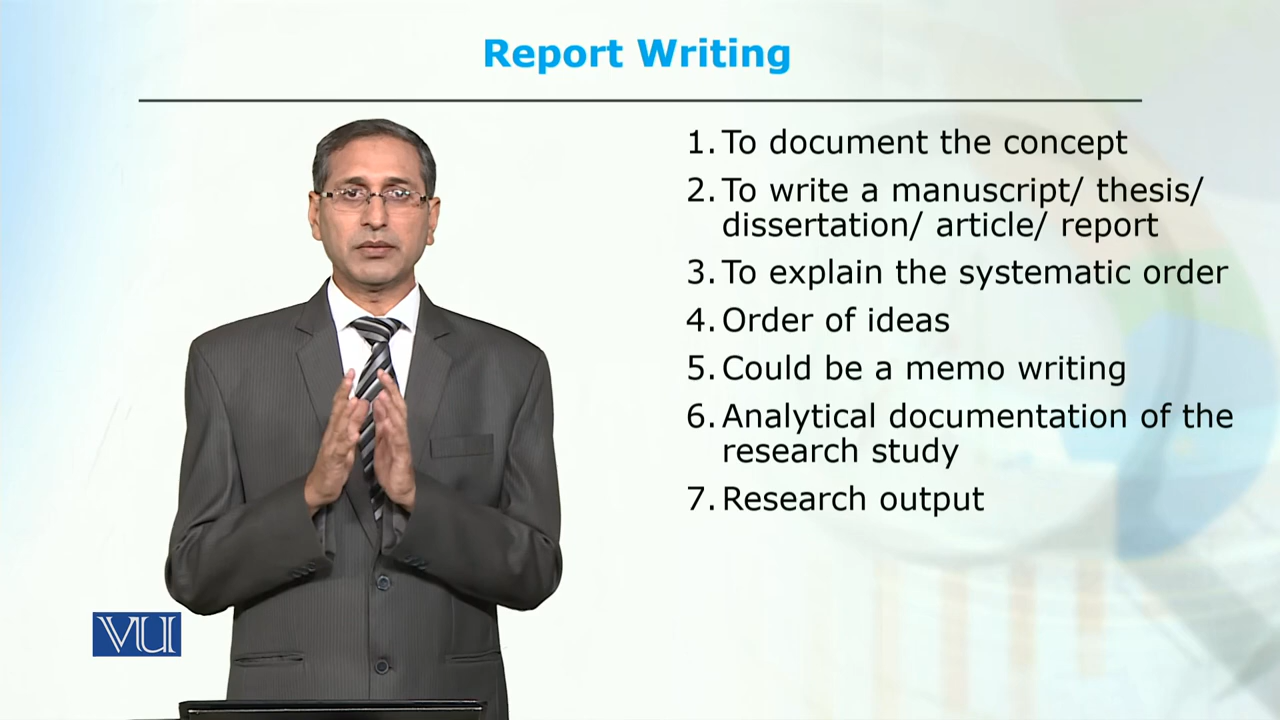 Report Writing
1. To document the concept
2. To write a manuscript/ thesis/
dissertation/ article/ report
3. To explain the systematic order
4. Order of ideas
5. Could be a memo writing
6. Analytical documentation of the
research study
7. Research output
VU